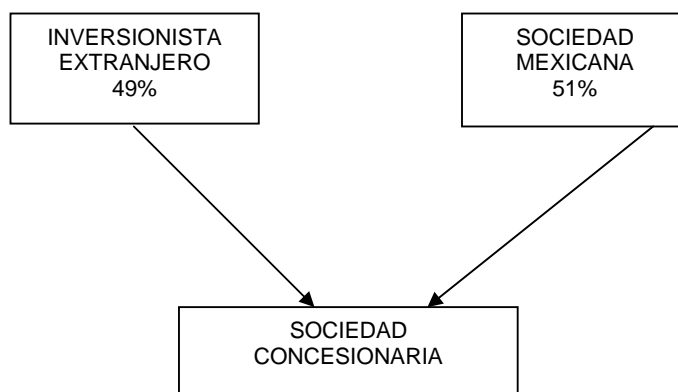 INVERSIONISTA
EXTRANJERO
49%
SOCIEDAD
MEXICANA
51%
SOCIEDAD
CONCESIONARIA